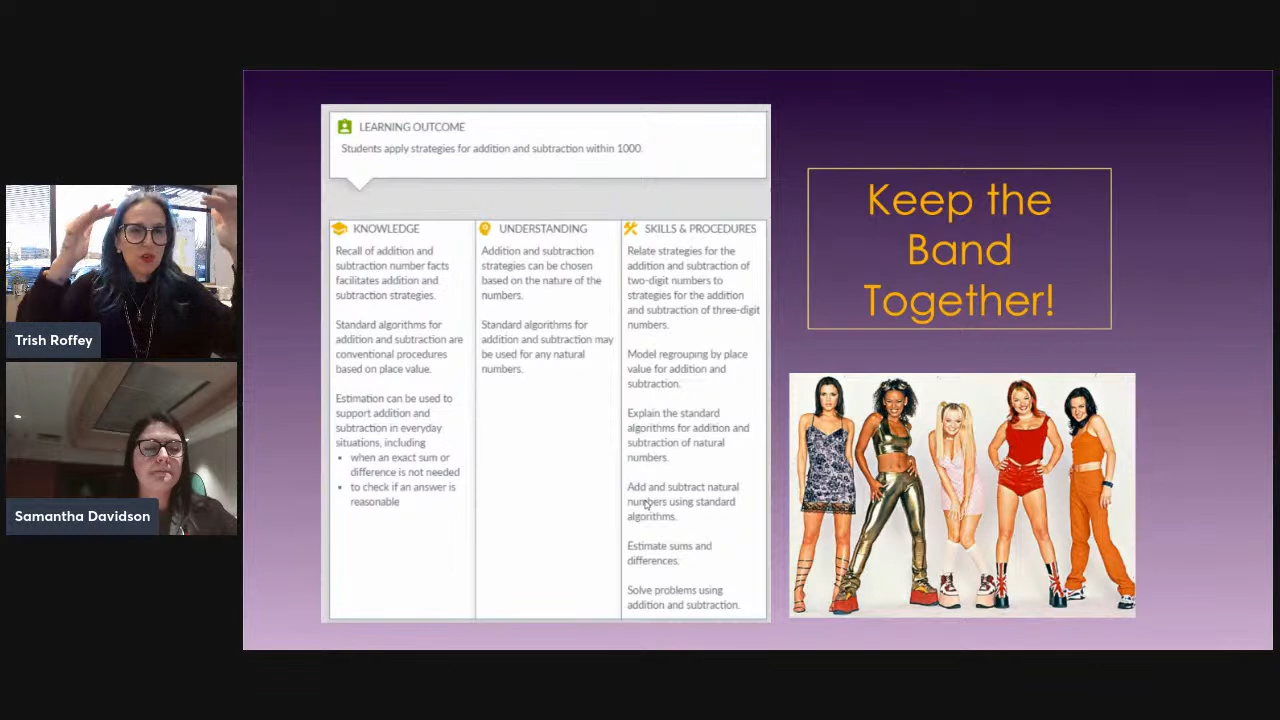 LEARNING OUTCOME
Students apply strategies for addition and subtraction within 1000.
KNOWLEDGE
Recall of addition and
subtraction number facts
facilitates addition and
subtraction strategies.
Standard algorithms for
addition and subtraction are
conventional procedures
based on place value.
Estimation can be used to
support addition and
subtraction in everyday
situations, including
• when an exact sum or
difference is not needed
• to check if an answer is
reasonable
UNDERSTANDING
Addition and subtraction
strategies can be chosen
based on the nature of the
numbers.
Standard algorithms for
addition and subtraction may
be used for any natural
numbers.
SKILLS & PROCEDURES
Relate strategies for the
addition and subtraction of
two-digit numbers to
strategies for the addition
and subtraction of three-digit
numbers.
Model regrouping by place
value for addition and
subtraction.
Explain the standard
algorithms for addition and
subtraction of natural
numbers.
Add and subtract natural
numbers using standard
algorithms.
Estimate sums and
differences.
Solve problems using
addition and subtraction.
Keep the
Band
Together!
Trish Roffey
Samantha Davidson